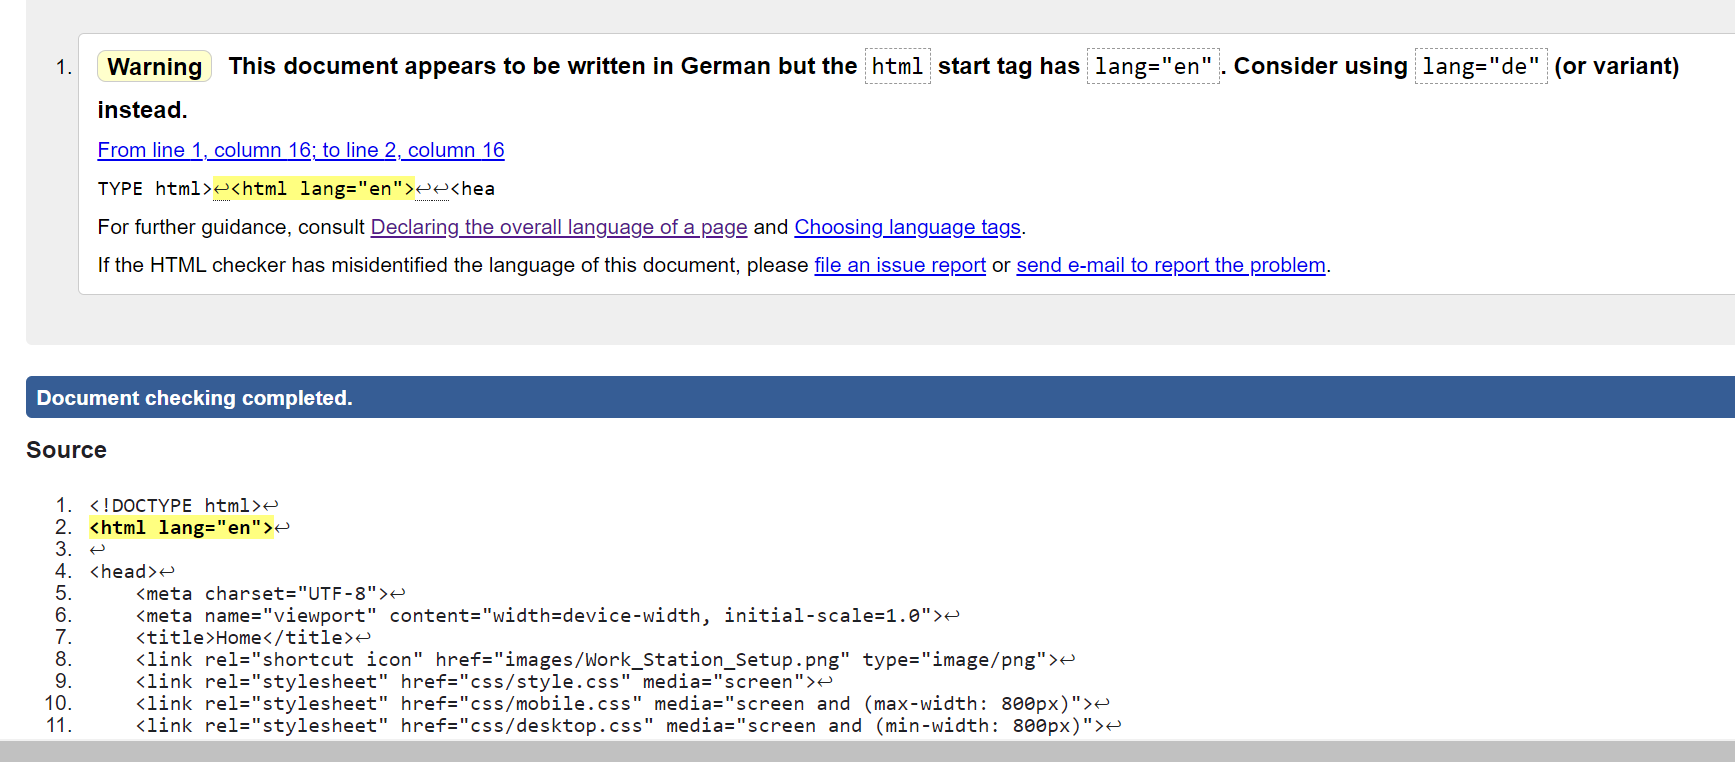 1. Warning This document appears to be written in German but the html start tag has lang="en". Consider using lang="de" (or variant)
instead.
From line 1, column 16; to line 2, column 16
TYPE html>↩<html lang="en">↩↩<hea
For further guidance, consult Declaring the overall language of a page and Choosing language tags.
If the HTML checker has misidentified the language of this document, please file an issue report or send e-mail to report the problem.
Document checking completed.
Source
1. <!DOCTYPE html>↩
2. <html lang="en">↩
3. ↩
4. <head>↩
5.     <meta charset="UTF-8">↩
6.     <meta name="viewport" content="width=device-width, initial-scale=1.0">↩
7.     <title>Home</title>↩
8.     <link rel="shortcut icon" href="images/Work_Station_Setup.png" type="image/png">↩
9.     <link rel="stylesheet" href="css/style.css" media="screen">↩
10.     <link rel="stylesheet" href="css/mobile.css" media="screen and (max-width: 800px)">↩
11.     <link rel="stylesheet" href="css/desktop.css" media="screen and (min-width: 800px)">↩